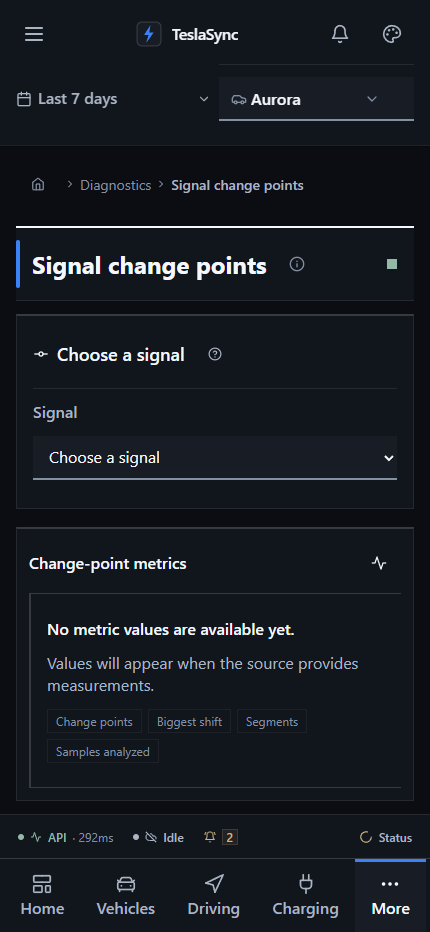 TeslaSync
Last 7 days
Aurora
Diagnostics
Signal change points
Signal change points
Choose a signal
Signal
Choose a signal
Change-point metrics
No metric values are available yet.
Values will appear when the source provides
measurements.
Change points
Biggest shift
Segments
Samples analyzed
API · 292ms
Idle
2
Status
Home
Vehicles
Driving
Charging
More